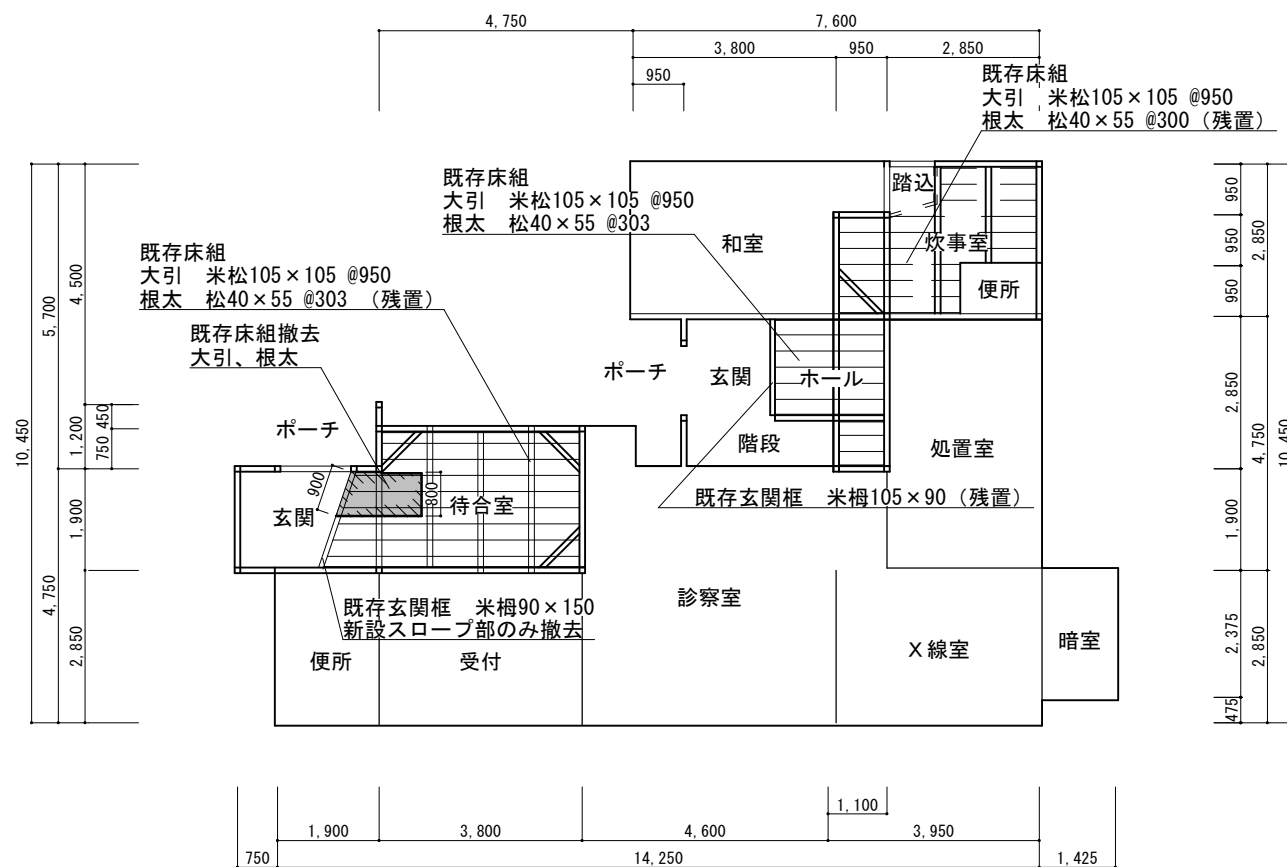 4,750
7,600
3,800
950
2,850
950
既存床組
大引　米松105×105 @950
根太　松40×55 @300（残置）
既存床組
大引　米松105×105 @950
根太　松40×55 @303
既存床組
大引　米松105×105 @950
根太　松40×55 @303　（残置）
既存床組撤去
大引、根太
踏込
和室
炊事室
便所
ポーチ
玄関
ホール
ポーチ
階段
処置室
900
800
玄関
待合室
既存玄関框　米栂105×90（残置）
既存玄関框　米栂90×150
新設スロープ部のみ撤去
診察室
便所
受付
X線室
暗室
10,450
5,700
4,750
4,500
1,200
1,900
2,850
450
750
950
950
950
2,850
1,900
2,375
475
2,850
4,750
2,850
10,450
1,100
1,900
3,800
4,600
3,950
750
14,250
1,425